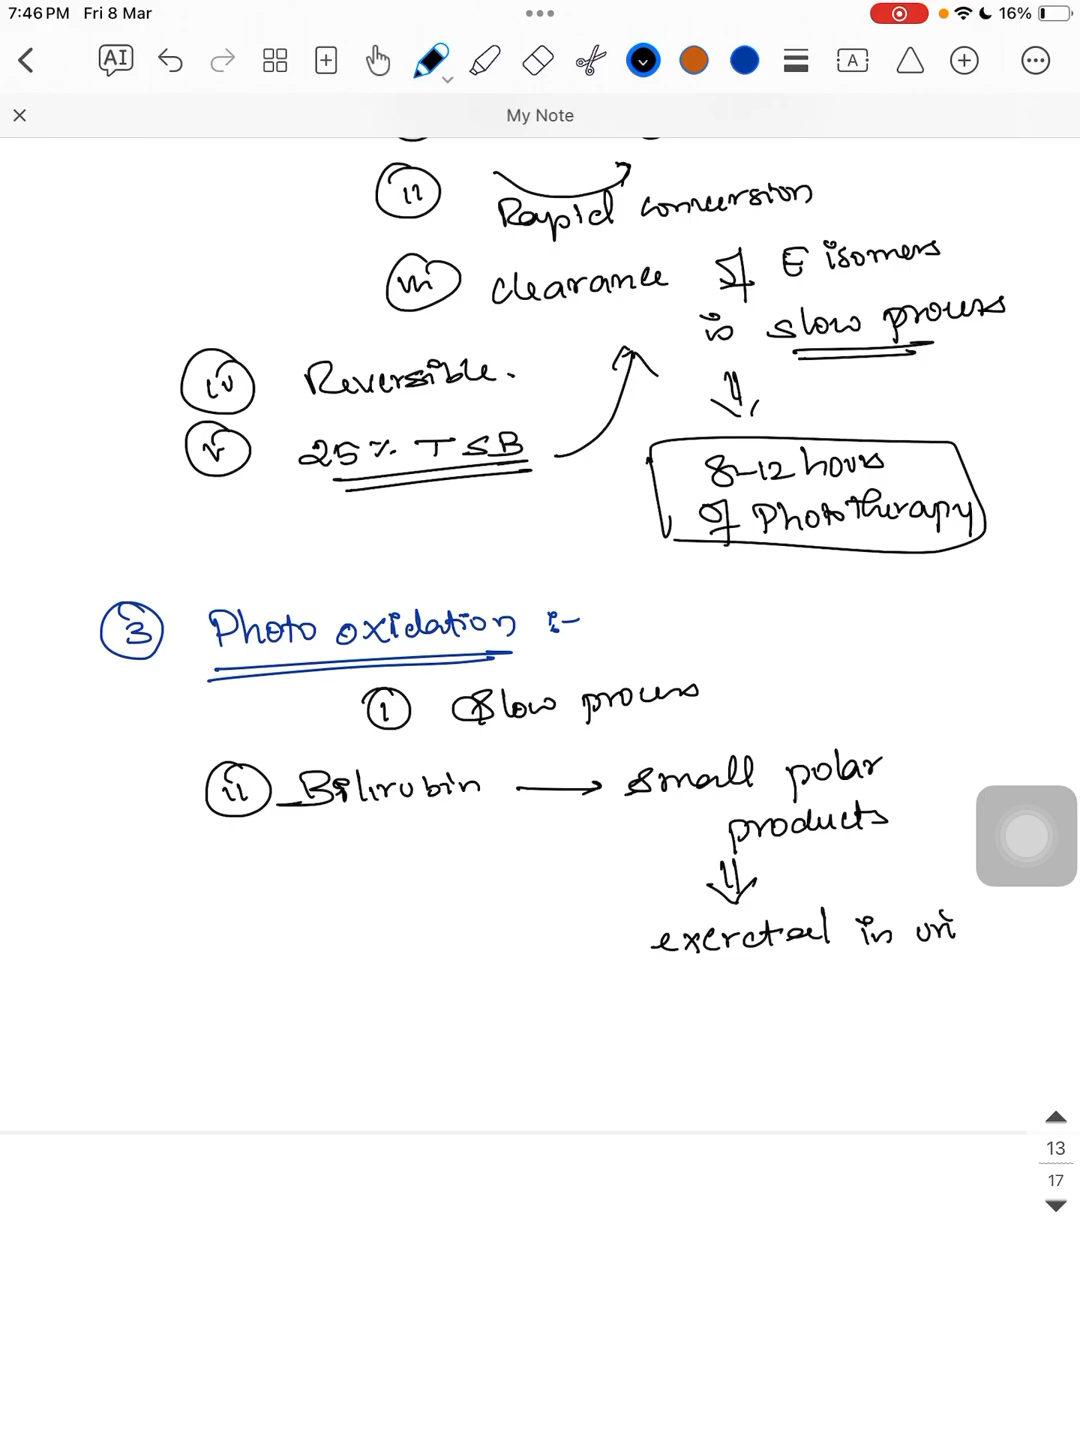 7:46 PM Fri 8 Mar
16%
AI
A
My Note
ii Rapid conversion
iii clearance of E isomers
is slow process
iv Reversible.
v 25% TSB
8-12 hours
of Phototherapy
3 Photo oxidation :-
i Slow process
ii Bilirubin → small polar
products
excreted in uri
13
17